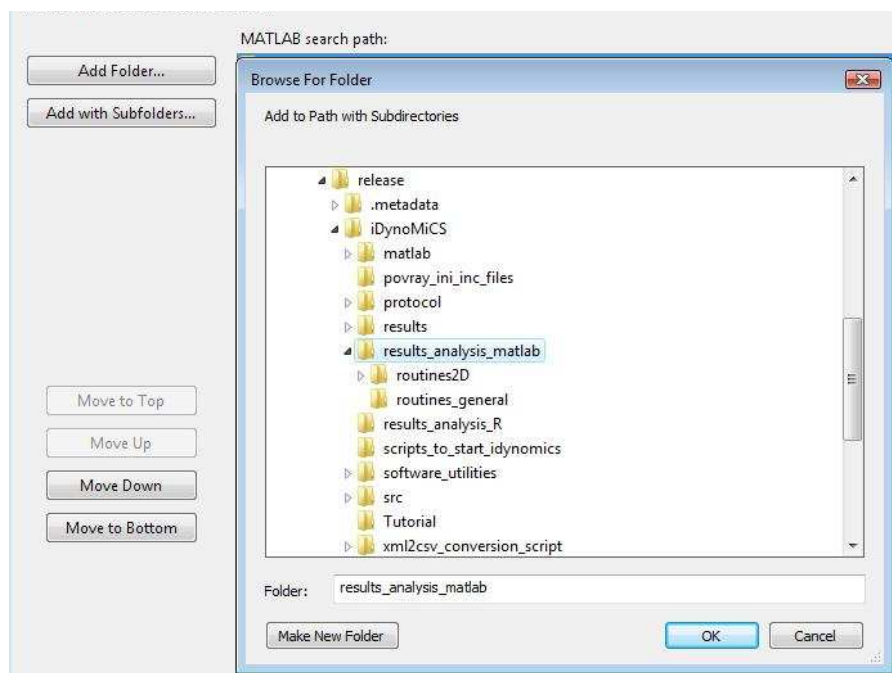 MATLAB search path:
Add Folder...
Add with Subfolders...
Browse For Folder
Add to Path with Subdirectories
release
.metadata
iDynoMiCS
matlab
povray_ini_inc_files
protocol
results
results_analysis_matlab
routines2D
routines_general
results_analysis_R
scripts_to_start_idynomics
software_utilities
src
Tutorial
xml2csv_conversion_script
Move to Top
Move Up
Move Down
Move to Bottom
Folder: results_analysis_matlab
Make New Folder OK Cancel